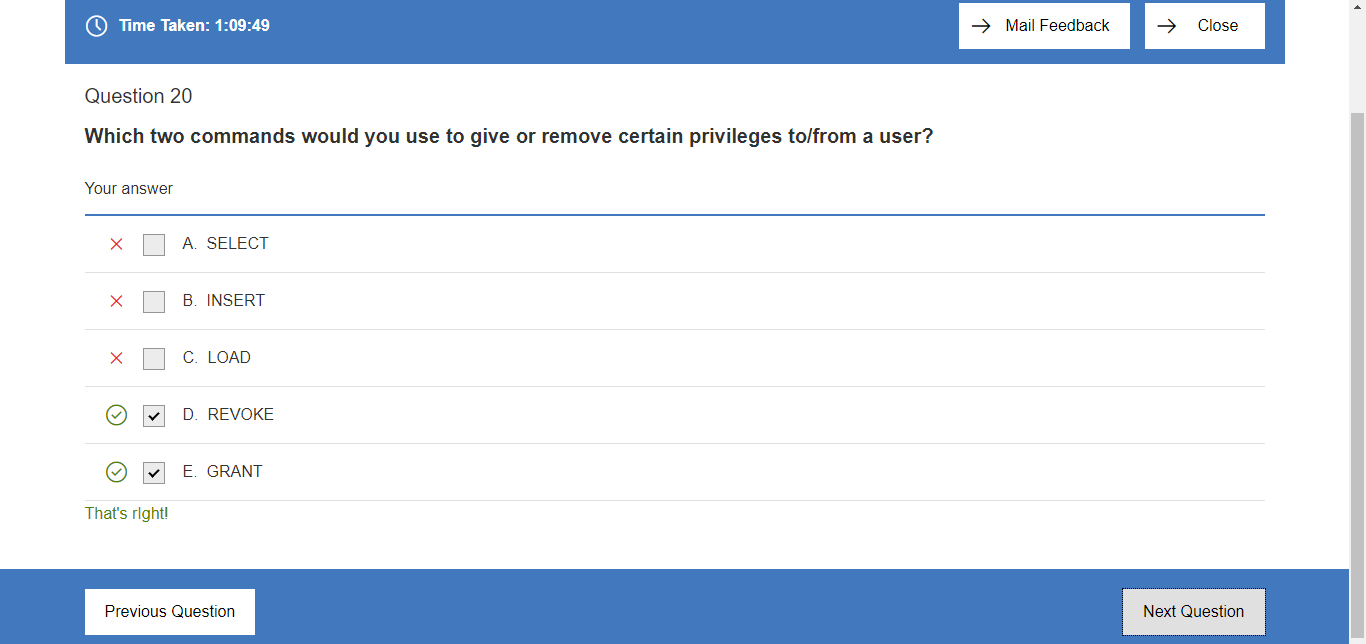 Time Taken: 1:09:49
Mail Feedback
Close
Question 20
Which two commands would you use to give or remove certain privileges to/from a user?
Your answer
A. SELECT
B. INSERT
C. LOAD
D. REVOKE
E. GRANT
That's right!
Previous Question
Next Question